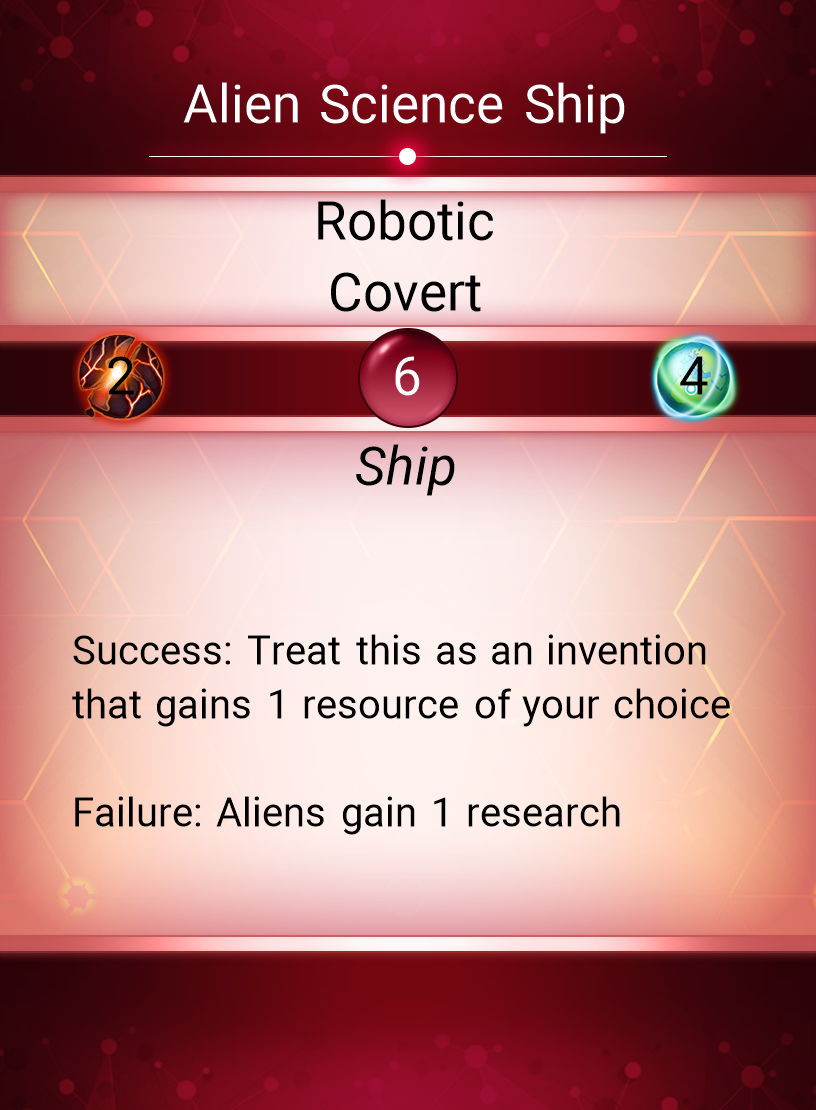 Alien Science Ship
Robotic
Covert
2 6 4
Ship
Success: Treat this as an invention
that gains 1 resource of your choice
Failure: Aliens gain 1 research